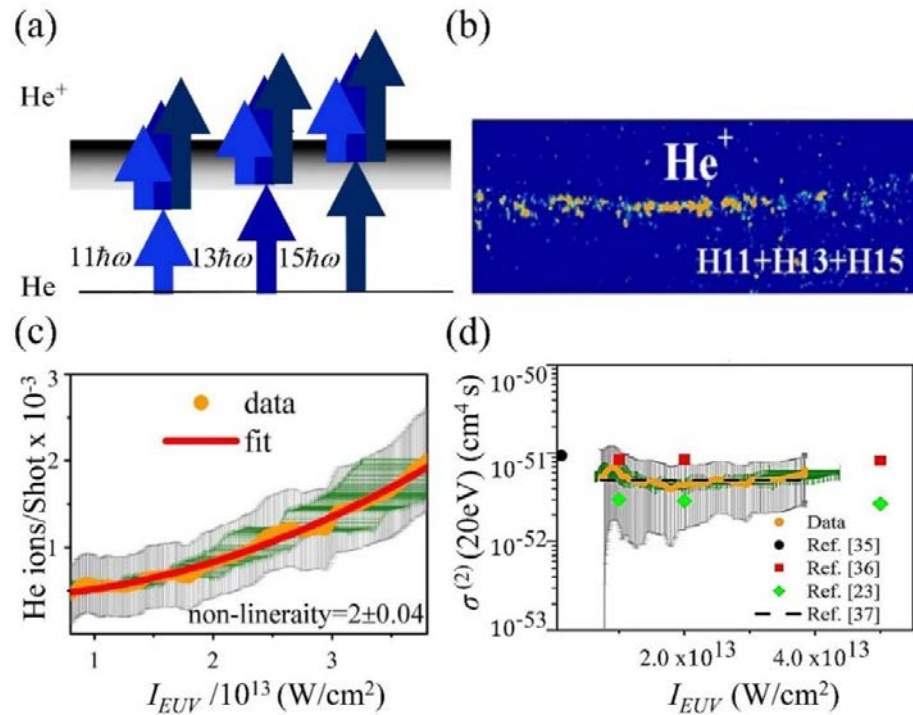 (a)
He⁺
11ħω
13ħω
15ħω
He
(b)
He⁺
H11+H13+H15
(c)
He ions/Shot x 10⁻³
3
2
1
data
fit
non-lineraity=2±0.04
1
2
3
I_EUV /10¹³ (W/cm²)
(d)
σ⁽²⁾ (20eV) (cm⁴ s)
10⁻⁵⁰
10⁻⁵¹
10⁻⁵²
10⁻⁵³
Data
Ref. [35]
Ref. [36]
Ref. [23]
Ref. [37]
2.0 x10¹³
4.0 x10¹³
I_EUV (W/cm²)